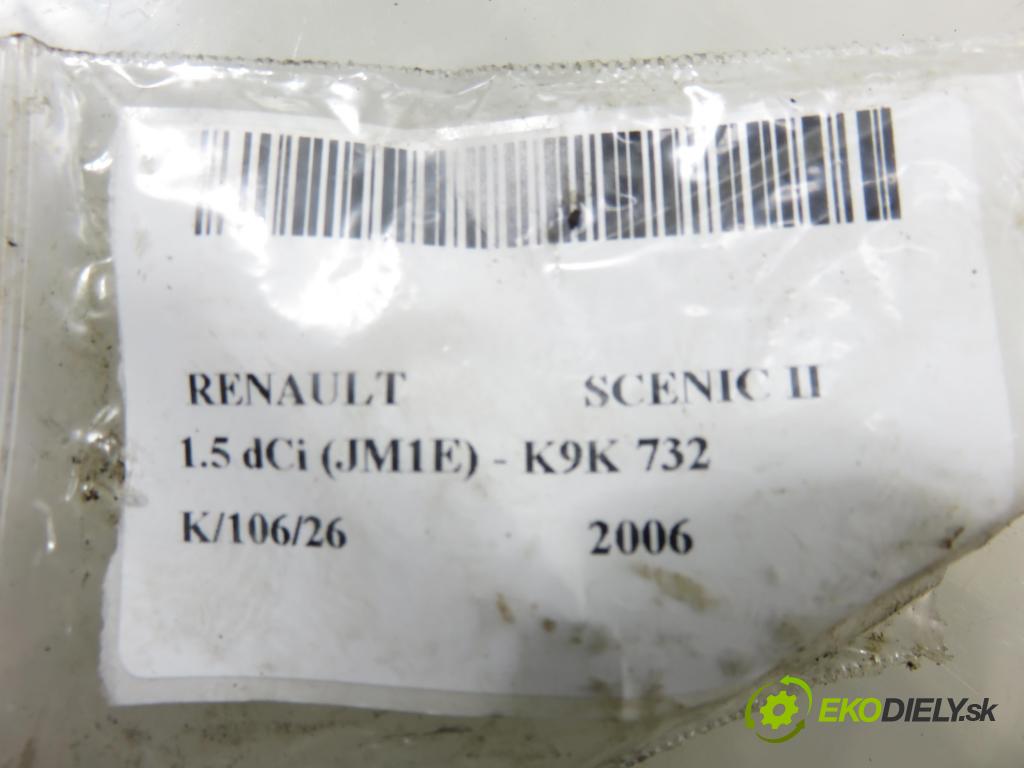 RENAULT SCENIC II
1.5 dCi (JM1E) - K9K 732
K/106/26 2006
EKODIELY.sk